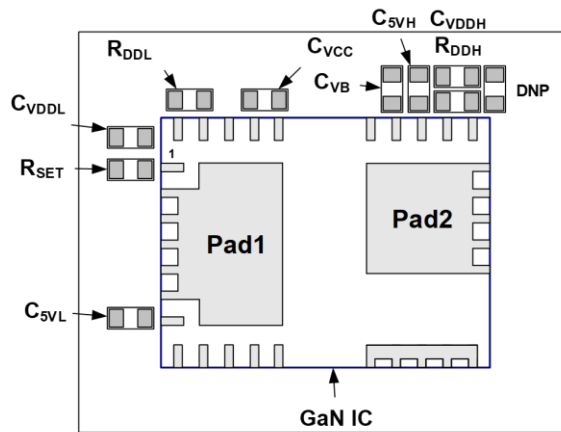 C5VH CVDDH
RDDL CVCC RDDH
CVB
DNP
CVDDL
RSET
1
Pad1 Pad2
C5VL
GaN IC